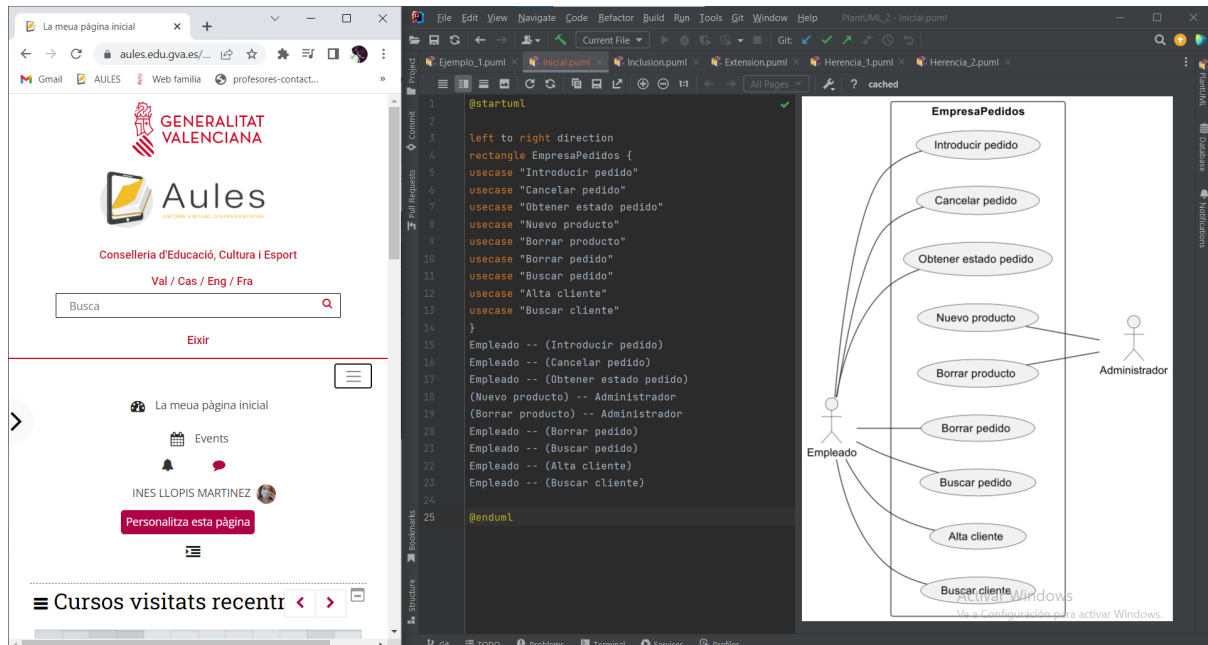 La meua pàgina inicial
aules.edu.gva.es/...
Gmail
AULES
Web familia
profesores-contact...
»
GENERALITAT
VALENCIANA
Aules
ENTORN VIRTUAL D'APRENENTATGE
Conselleria d'Educació, Cultura i Esport
Val / Cas / Eng / Fra
Busca
Eixir
La meua pàgina inicial
Events
INES LLOPIS MARTINEZ
Personalitza esta pàgina
Cursos visitats recentr
File Edit View Navigate Code Refactor Build Run Tools Git Window Help PlantUML_2 - Inicial.puml
Current File
Git:
Ejemplo_1.puml
Inicial.puml
Inclusion.puml
Extension.puml
Herencia_1.puml
Herencia_2.puml
1:1
All Pages
? cached
Project
Commit
Pull Requests
Bookmarks
Structure
1 @startuml
2
3 left to right direction
4 rectangle EmpresaPedidos {
5 usecase "Introducir pedido"
6 usecase "Cancelar pedido"
7 usecase "Obtener estado pedido"
8 usecase "Nuevo producto"
9 usecase "Borrar producto"
10 usecase "Borrar pedido"
11 usecase "Buscar pedido"
12 usecase "Alta cliente"
13 usecase "Buscar cliente"
14 }
15 Empleado -- (Introducir pedido)
16 Empleado -- (Cancelar pedido)
17 Empleado -- (Obtener estado pedido)
18 (Nuevo producto) -- Administrador
19 (Borrar producto) -- Administrador
20 Empleado -- (Borrar pedido)
21 Empleado -- (Buscar pedido)
22 Empleado -- (Alta cliente)
23 Empleado -- (Buscar cliente)
24
25 @enduml
EmpresaPedidos
Introducir pedido
Cancelar pedido
Obtener estado pedido
Nuevo producto
Borrar producto
Administrador
Borrar pedido
Empleado
Buscar pedido
Alta cliente
Buscar cliente
Activar Windows
Ve a Configuración para activar Windows.
PlantUML
Database
Notifications
Git
TODO
Problems
Terminal
Services
Profiler